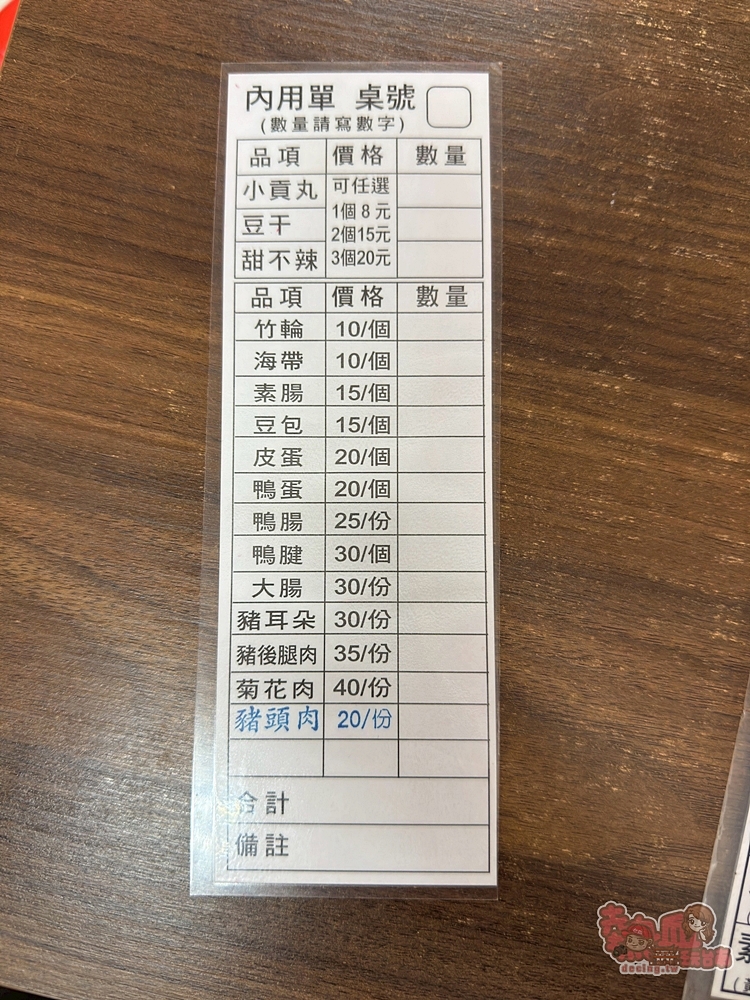 內用單 桌號
(數量請寫數字)
品項 價格 數量
小貢丸 可任選
豆干 1個8元
2個15元
甜不辣 3個20元
品項 價格 數量
竹輪 10/個
海帶 10/個
素腸 15/個
豆包 15/個
皮蛋 20/個
鴨蛋 20/個
鴨腸 25/份
鴨腱 30/個
大腸 30/份
豬耳朵 30/份
豬後腿肉 35/份
菊花肉 40/份
豬頭肉 20/份
合計
備註
decing.tw
素